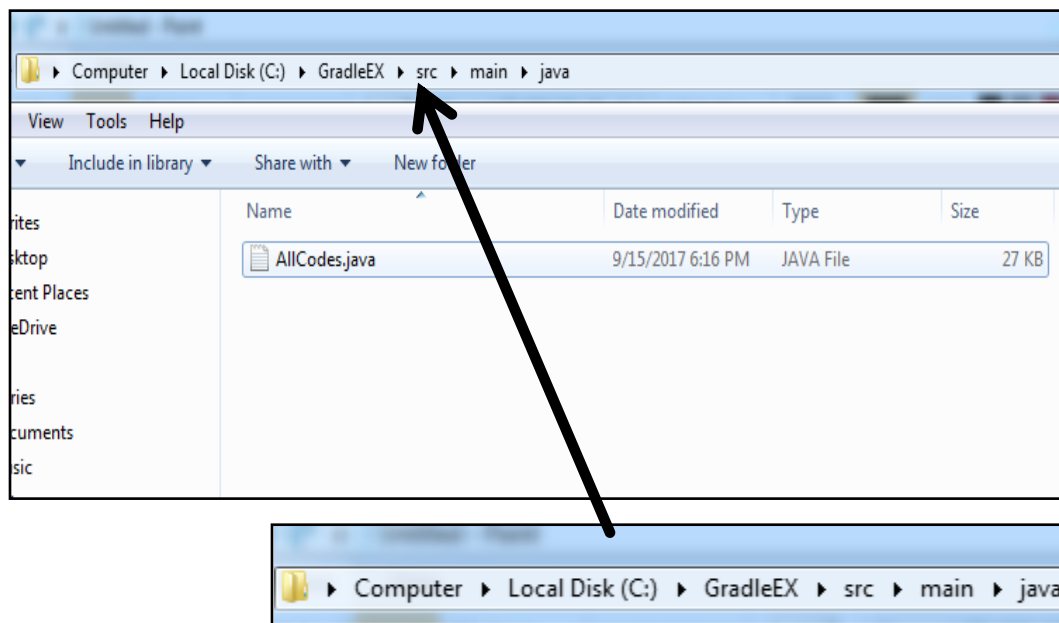 Computer Local Disk (C:) GradleEX src main java
View Tools Help
Include in library Share with New folder
Name Date modified Type Size
rites
AllCodes.java 9/15/2017 6:16 PM JAVA File 27 KB
sktop
cent Places
eDrive
ries
cuments
sic
Computer Local Disk (C:) GradleEX src main java